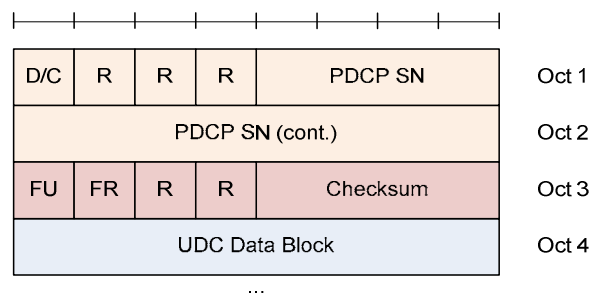 D/C R R R PDCP SN Oct 1
PDCP SN (cont.) Oct 2
FU FR R R Checksum Oct 3
UDC Data Block Oct 4
...